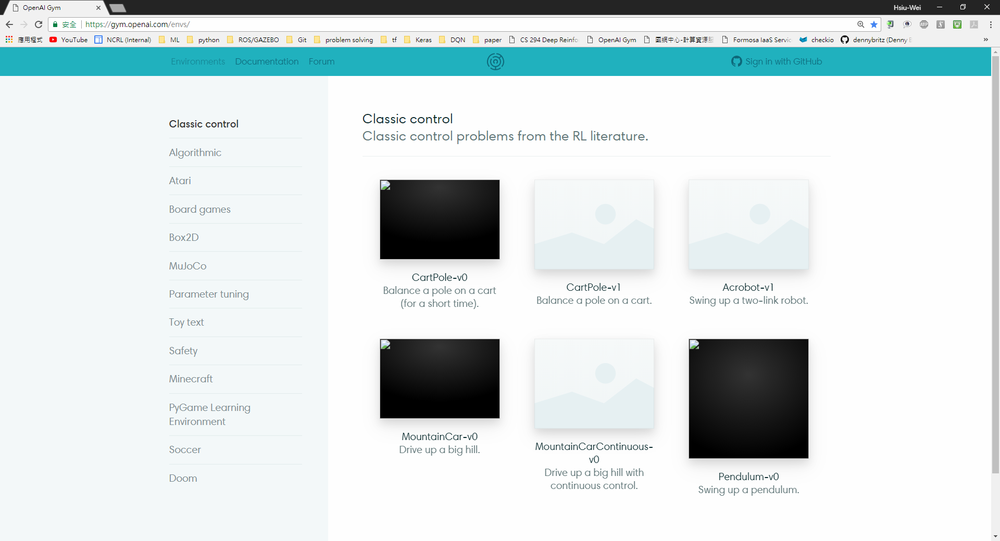 OpenAI Gym
Hsiu-Wei
安全 https://gym.openai.com/envs/
應用程式 YouTube NCRL (Internal) ML python ROS/GAZEBO Git problem solving tf Keras DQN paper CS 294 Deep Reinfo OpenAI Gym 國網中心-計算資源服 Formosa IaaS Servic checkio dennybritz (Denny B »
Environments Documentation Forum Sign in with GitHub
Classic control
Algorithmic
Atari
Board games
Box2D
MuJoCo
Parameter tuning
Toy text
Safety
Minecraft
PyGame Learning
Environment
Soccer
Doom
Classic control
Classic control problems from the RL literature.
CartPole-v0
Balance a pole on a cart
(for a short time).
CartPole-v1
Balance a pole on a cart.
Acrobot-v1
Swing up a two-link robot.
MountainCar-v0
Drive up a big hill.
MountainCarContinuous-
v0
Drive up a big hill with
continuous control.
Pendulum-v0
Swing up a pendulum.